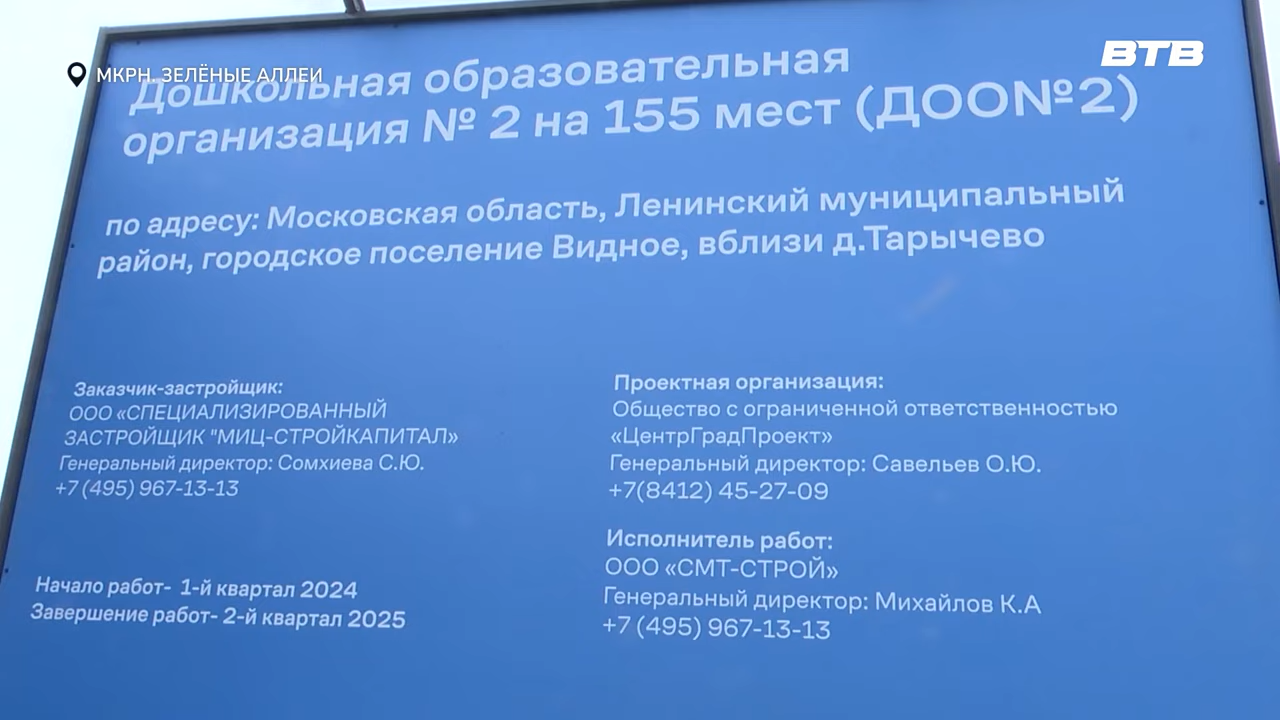 МКРН. ЗЕЛЁНЫЕ АЛЛЕИ
ВТВ
Дошкольная образовательная
организация № 2 на 155 мест (ДОО№2)
по адресу: Московская область, Ленинский муниципальный
район, городское поселение Видное, вблизи д.Тарычево
Заказчик-застройщик:
ООО «СПЕЦИАЛИЗИРОВАННЫЙ
ЗАСТРОЙЩИК "МИЦ-СТРОЙКАПИТАЛ»
Генеральный директор: Сомхиева С.Ю.
+7 (495) 967-13-13
Начало работ- 1-й квартал 2024
Завершение работ- 2-й квартал 2025
Проектная организация:
Общество с ограниченной ответственностью
«ЦентрГрадПроект»
Генеральный директор: Савельев О.Ю.
+7(8412) 45-27-09
Исполнитель работ:
ООО «СМТ-СТРОЙ»
Генеральный директор: Михайлов К.А
+7 (495) 967-13-13